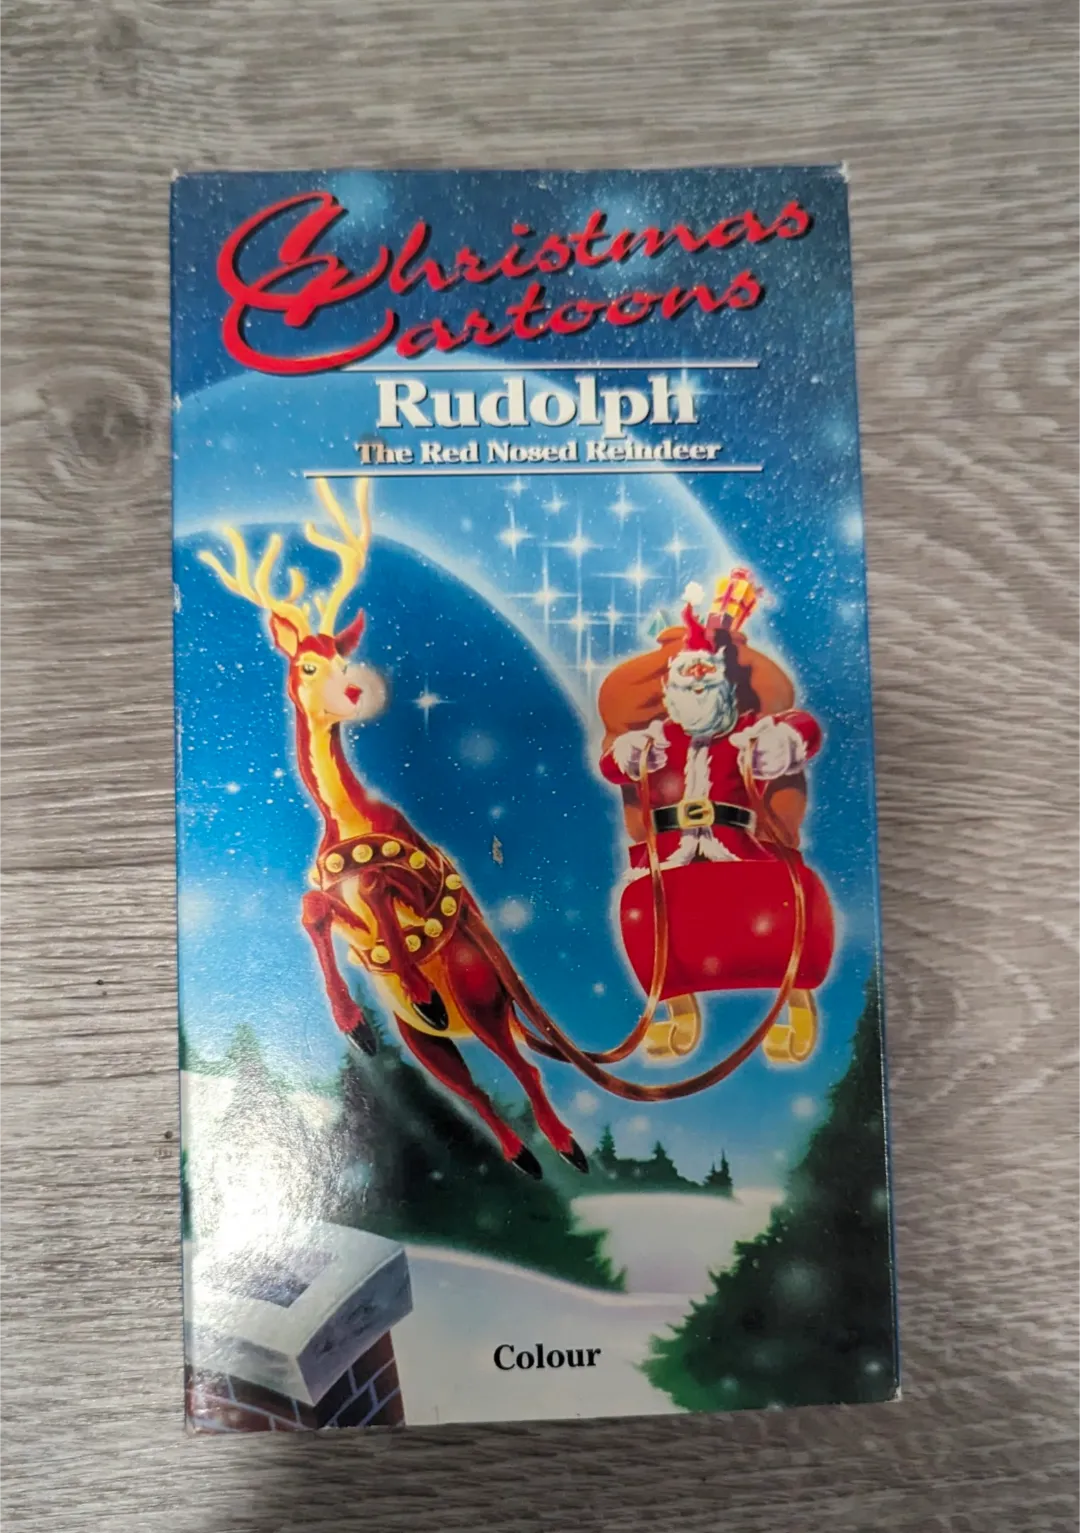 Christmas
Cartoons
Rudolph
The Red Nosed Reindeer
Colour